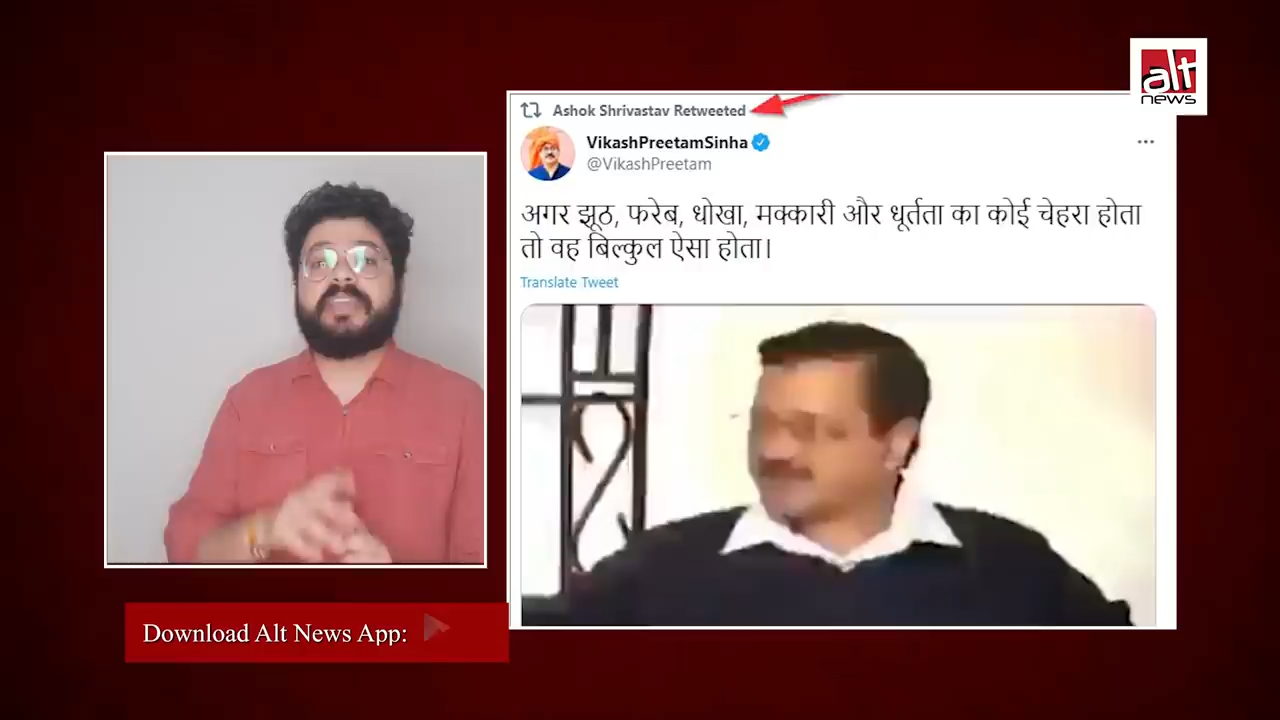 alt
news
Ashok Shrivastav Retweeted
VikashPreetamSinha
@VikashPreetam
अगर झूठ, फरेब, धोखा, मक्कारी और धूर्तता का कोई चेहरा होता
तो वह बिल्कुल ऐसा होता।
Translate Tweet
Download Alt News App: